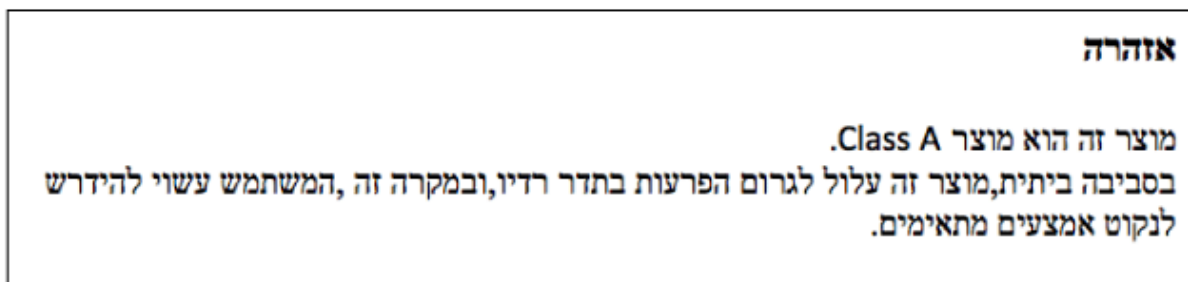 אזהרה
מוצר זה הוא מוצר Class A.
בסביבה ביתית,מוצר זה עלול לגרום הפרעות בתדר רדיו,ובמקרה זה ,המשתמש עשוי להידרש
לנקוט אמצעים מתאימים.